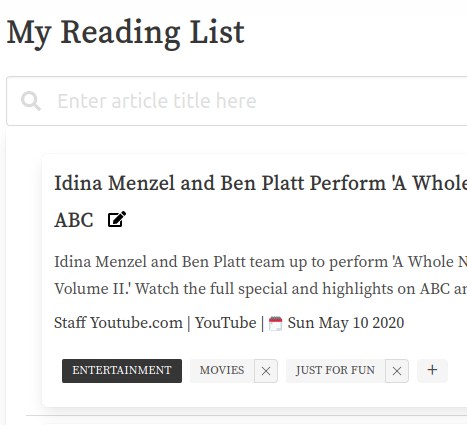 My Reading List
Enter article title here
Idina Menzel and Ben Platt Perform 'A Whole
ABC
Idina Menzel and Ben Platt team up to perform 'A Whole N
Volume II.' Watch the full special and highlights on ABC an
Staff Youtube.com | YouTube | Sun May 10 2020
ENTERTAINMENT MOVIES × JUST FOR FUN × +